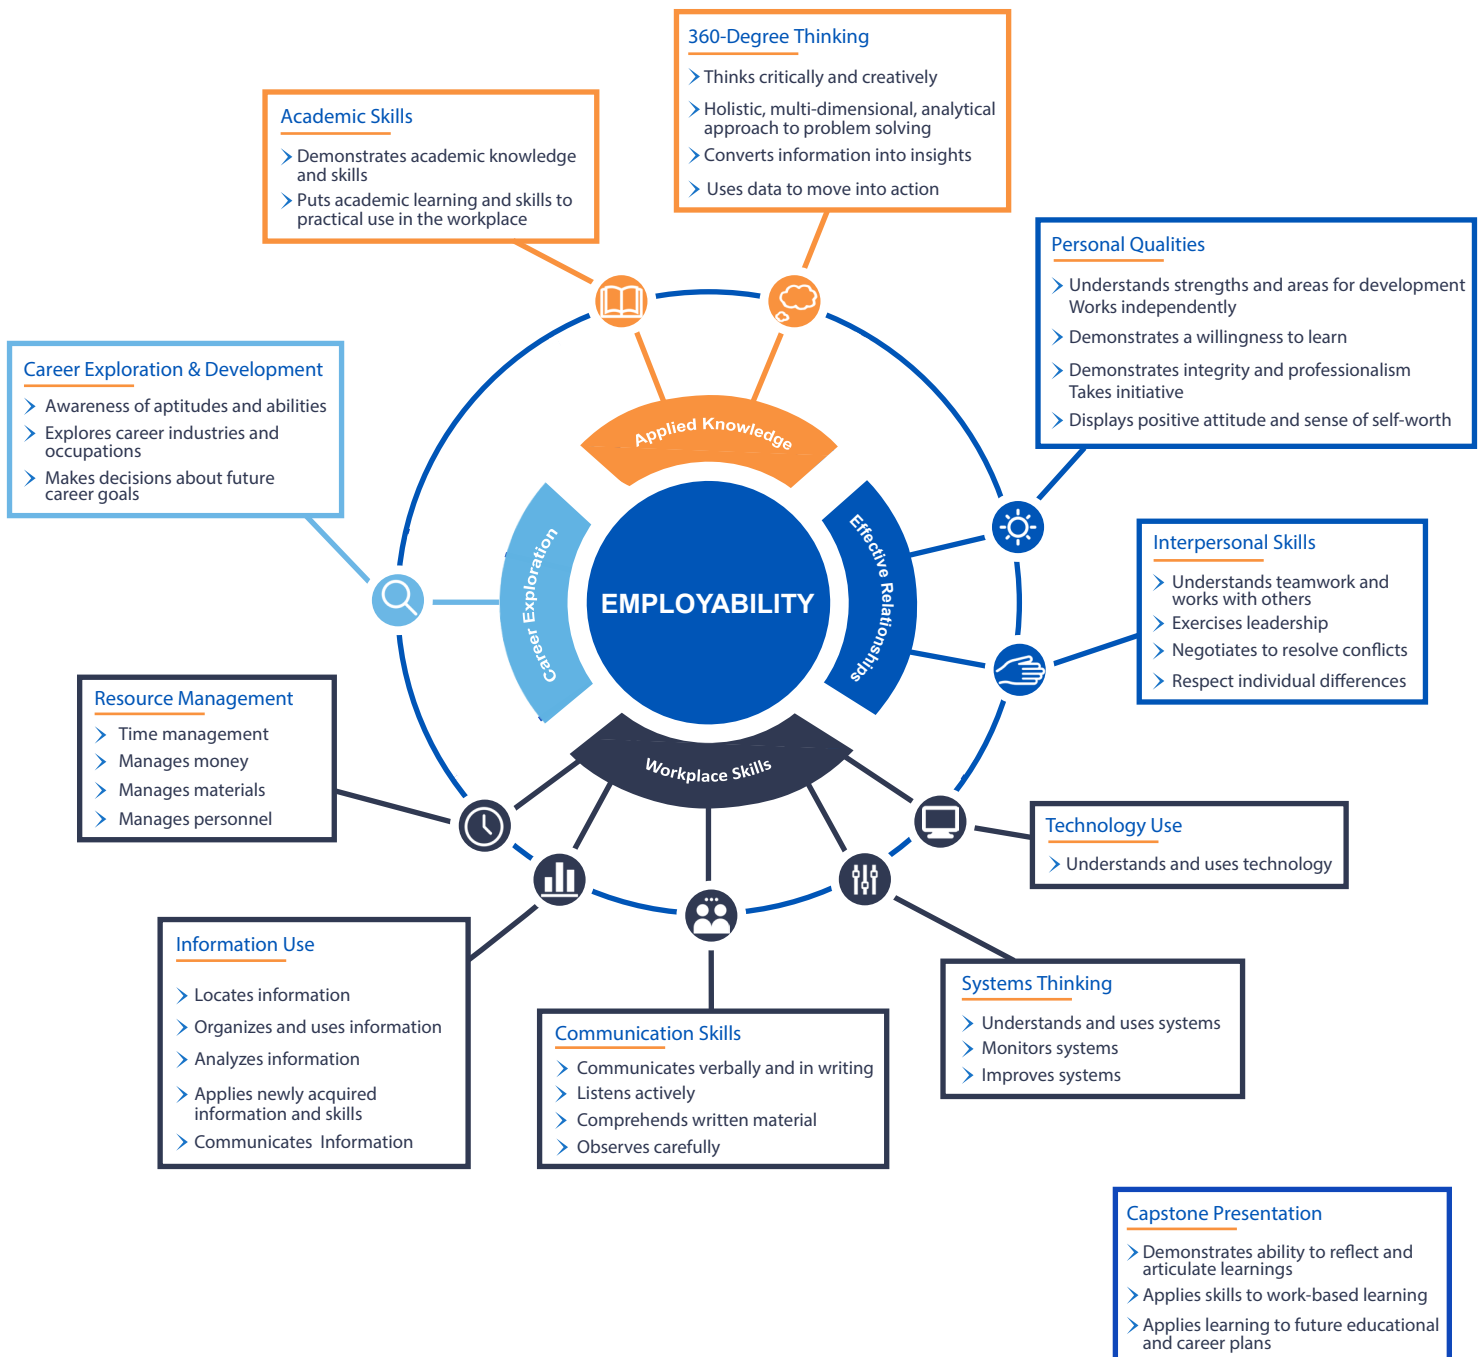 360-Degree Thinking
Thinks critically and creatively
Holistic, multi-dimensional, analytical
approach to problem solving
Converts information into insights
Uses data to move into action
Academic Skills
Demonstrates academic knowledge
and skills
Puts academic learning and skills to
practical use in the workplace
Personal Qualities
Understands strengths and areas for development
Works independently
Demonstrates a willingness to learn
Demonstrates integrity and professionalism
Takes initiative
Displays positive attitude and sense of self-worth
Career Exploration & Development
Awareness of aptitudes and abilities
Explores career industries and
occupations
Makes decisions about future
career goals
Applied Knowledge
Career Exploration
EMPLOYABILITY
Effective Relationships
Workplace Skills
Interpersonal Skills
Understands teamwork and
works with others
Exercises leadership
Negotiates to resolve conflicts
Respect individual differences
Resource Management
Time management
Manages money
Manages materials
Manages personnel
Technology Use
Understands and uses technology
Information Use
Locates information
Organizes and uses information
Analyzes information
Applies newly acquired
information and skills
Communicates Information
Communication Skills
Communicates verbally and in writing
Listens actively
Comprehends written material
Observes carefully
Systems Thinking
Understands and uses systems
Monitors systems
Improves systems
Capstone Presentation
Demonstrates ability to reflect and
articulate learnings
Applies skills to work-based learning
Applies learning to future educational
and career plans